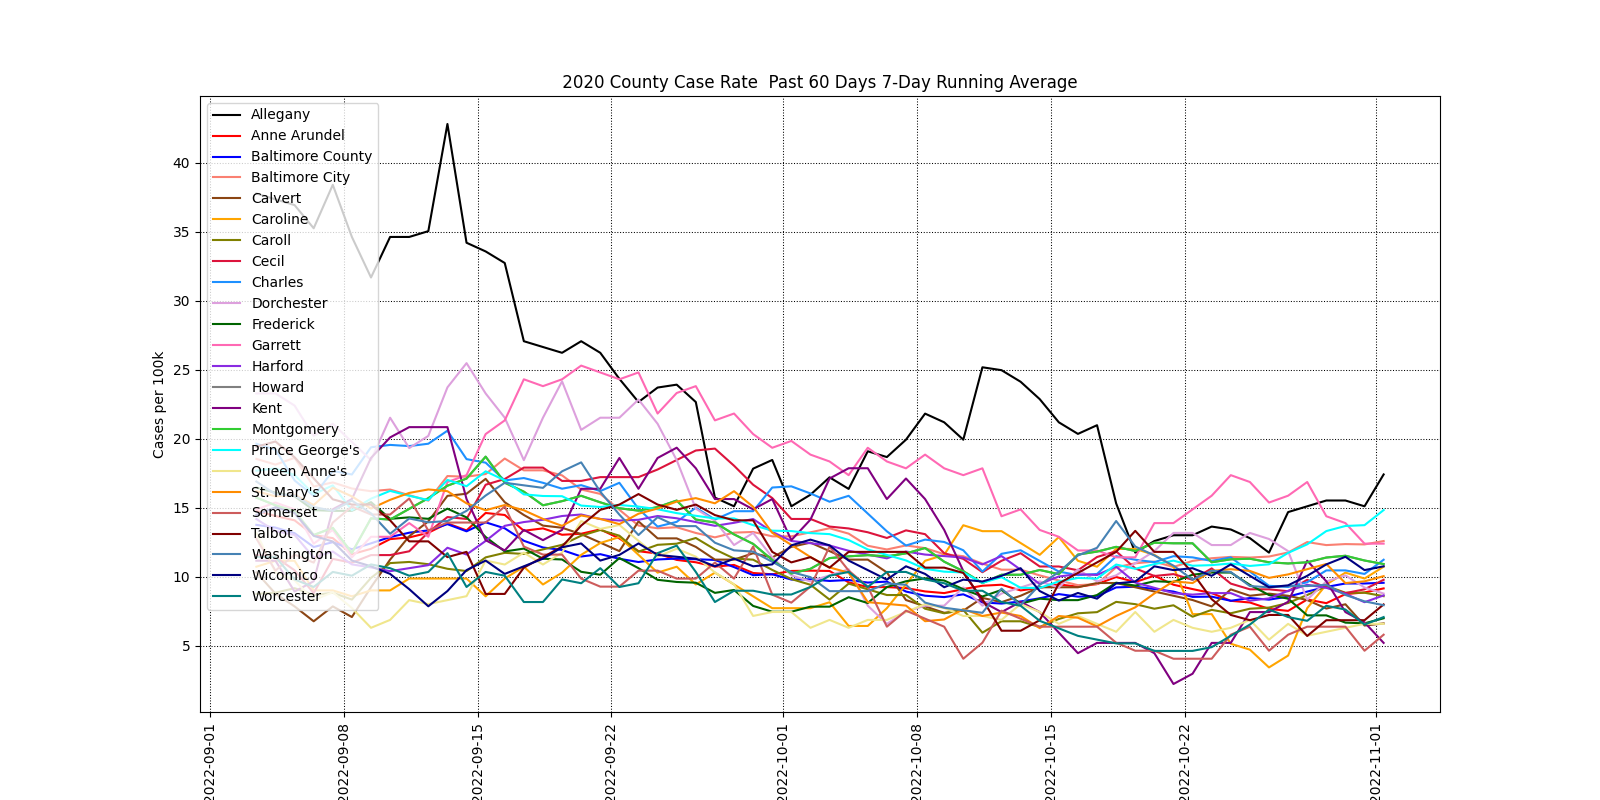 2020 County Case Rate  Past 60 Days 7-Day Running Average
Cases per 100k
40
35
30
25
20
15
10
5
Allegany
Anne Arundel
Baltimore County
Baltimore City
Calvert
Caroline
Caroll
Cecil
Charles
Dorchester
Frederick
Garrett
Harford
Howard
Kent
Montgomery
Prince George's
Queen Anne's
St. Mary's
Somerset
Talbot
Washington
Wicomico
Worcester
2022-09-01
2022-09-08
2022-09-15
2022-09-22
2022-10-01
2022-10-08
2022-10-15
2022-10-22
2022-11-01